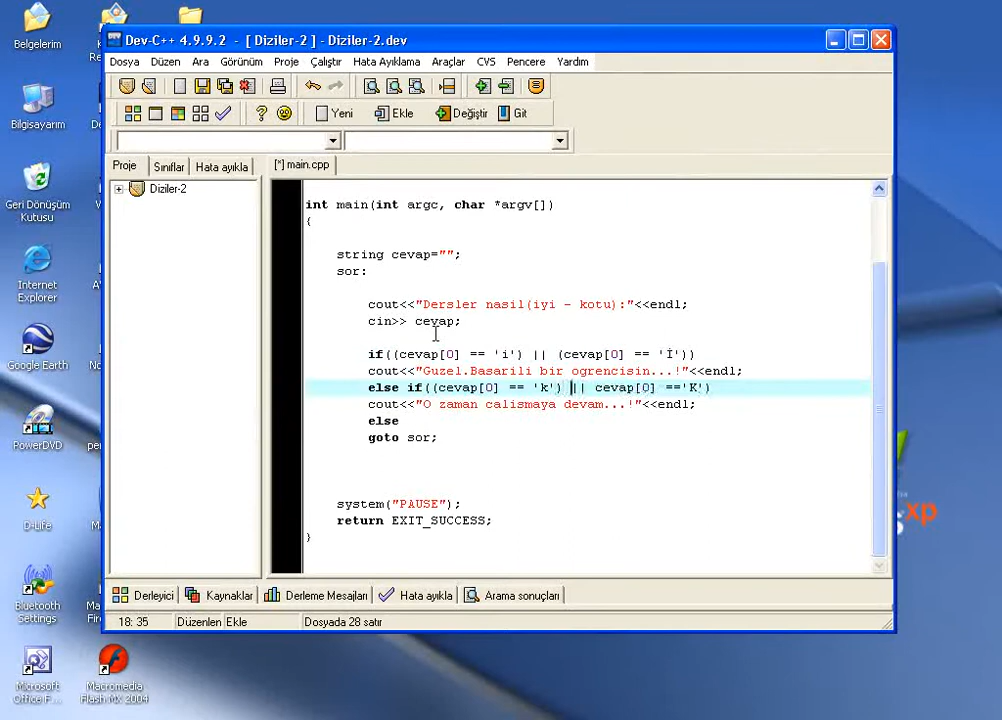 Belgelerim
Bilgisayarım
Geri Dönüşüm
Kutusu
Internet
Explorer
Google Earth
PowerDVD
D-Life
Bluetooth
Settings
Microsoft
Office F...
Macromedia
Flash MX 2004
Dev-C++ 4.9.9.2 - [ Diziler-2 ] - Diziler-2.dev
Dosya Düzen Ara Görünüm Proje Çalıştır Hata Ayıklama Araçlar CVS Pencere Yardım
Yeni Ekle Değiştir Git
Proje Sınıflar Hata ayıkla [*] main.cpp
Diziler-2
int main(int argc, char *argv[])
{
string cevap="";
sor:
cout<<"Dersler nasil(iyi - kotu):"<<endl;
cin>> cevap;
if((cevap[0] == 'i') || (cevap[0] == 'İ'))
cout<<"Guzel.Basarili bir ogrencisin...!"<<endl;
else if((cevap[0] == 'k') || cevap[0] =='K')
cout<<"O zaman calismaya devam...!"<<endl;
else
goto sor;
system("PAUSE");
return EXIT_SUCCESS;
}
Derleyici Kaynaklar Derleme Mesajları Hata ayıkla Arama sonuçları
18: 35 Düzenlen Ekle Dosyada 28 satır
xp